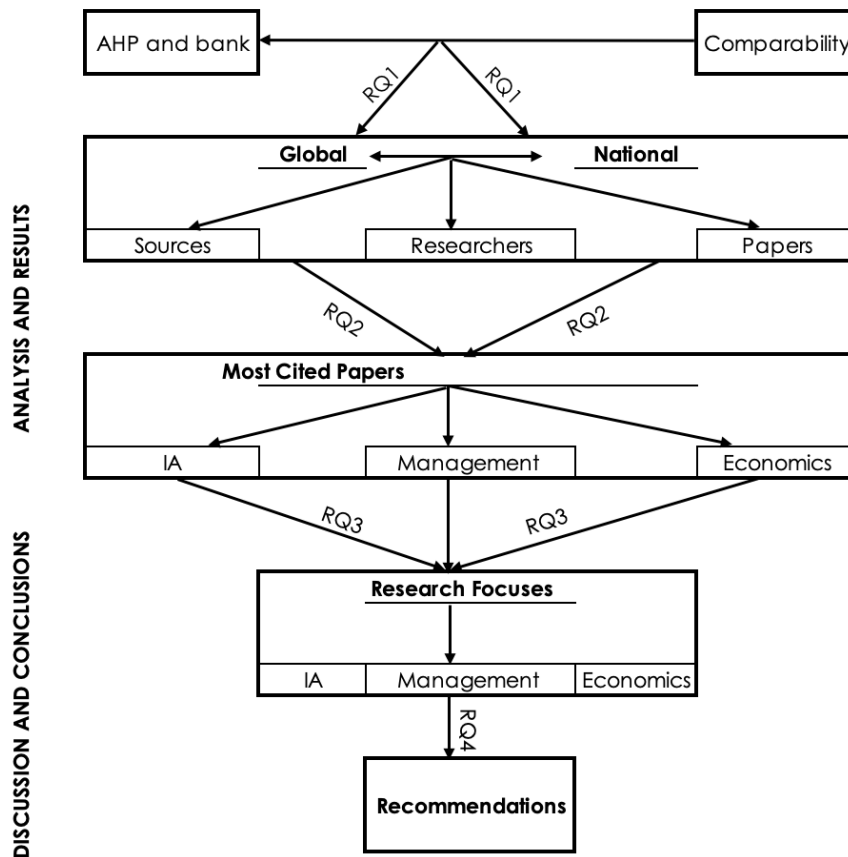 AHP and bank
Comparability
RQ1
RQ1
Global
National
Sources
Researchers
Papers
RQ2
RQ2
Most Cited Papers
IA
Management
Economics
RQ3
RQ3
Research Focuses
IA
Management
Economics
RQ4
Recommendations
ANALYSIS AND RESULTS
DISCUSSION AND CONCLUSIONS